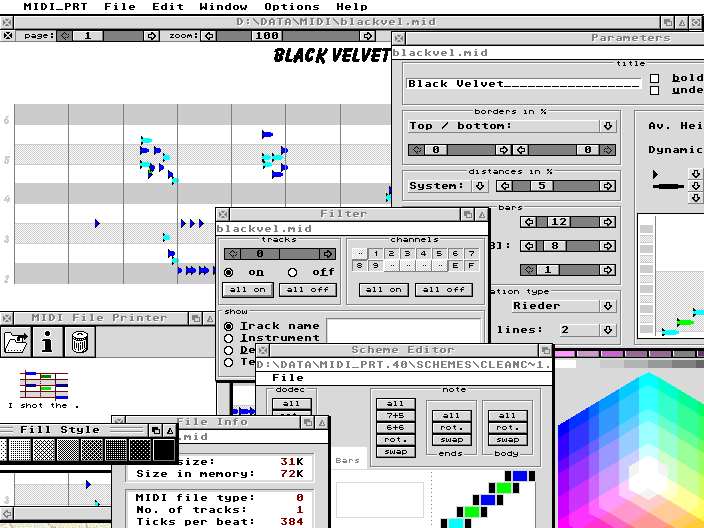 MIDI_PRT File Edit Window Options Help
D:\DATA\MIDI\blackvel.mid
page: 1 zoom: 100
BLACK VELVET
6
5
4
3
2
Parameters
blackvel.mid
title
Black Velvet
bold
unde
borders in %
Top / bottom:
0 0
Av. Hei
Dynamic
distances in %
System: 5
bars
12
8
1
ation type
Rieder
lines: 2
Filter
blackvel.mid
tracks
0
on off
all on all off
channels
1 2 3 4 5 6 7
8 9 E F
all on all off
show
Track name
Instrument
De
Te
MIDI File Printer
I shot the .
Fill Style
3
File Info
.mid
size: 31K
Size in memory: 72K
MIDI file type: 0
No. of tracks: 1
Ticks per beat: 384
Scheme Editor
D:\DATA\MIDI_PRT.40\SCHEMES\CLEANC~1.
File
dodec
all
rot.
Bars
all
7+5
6+6
rot.
swap
note
all
rot.
swap
ends
all
rot.
swap
body